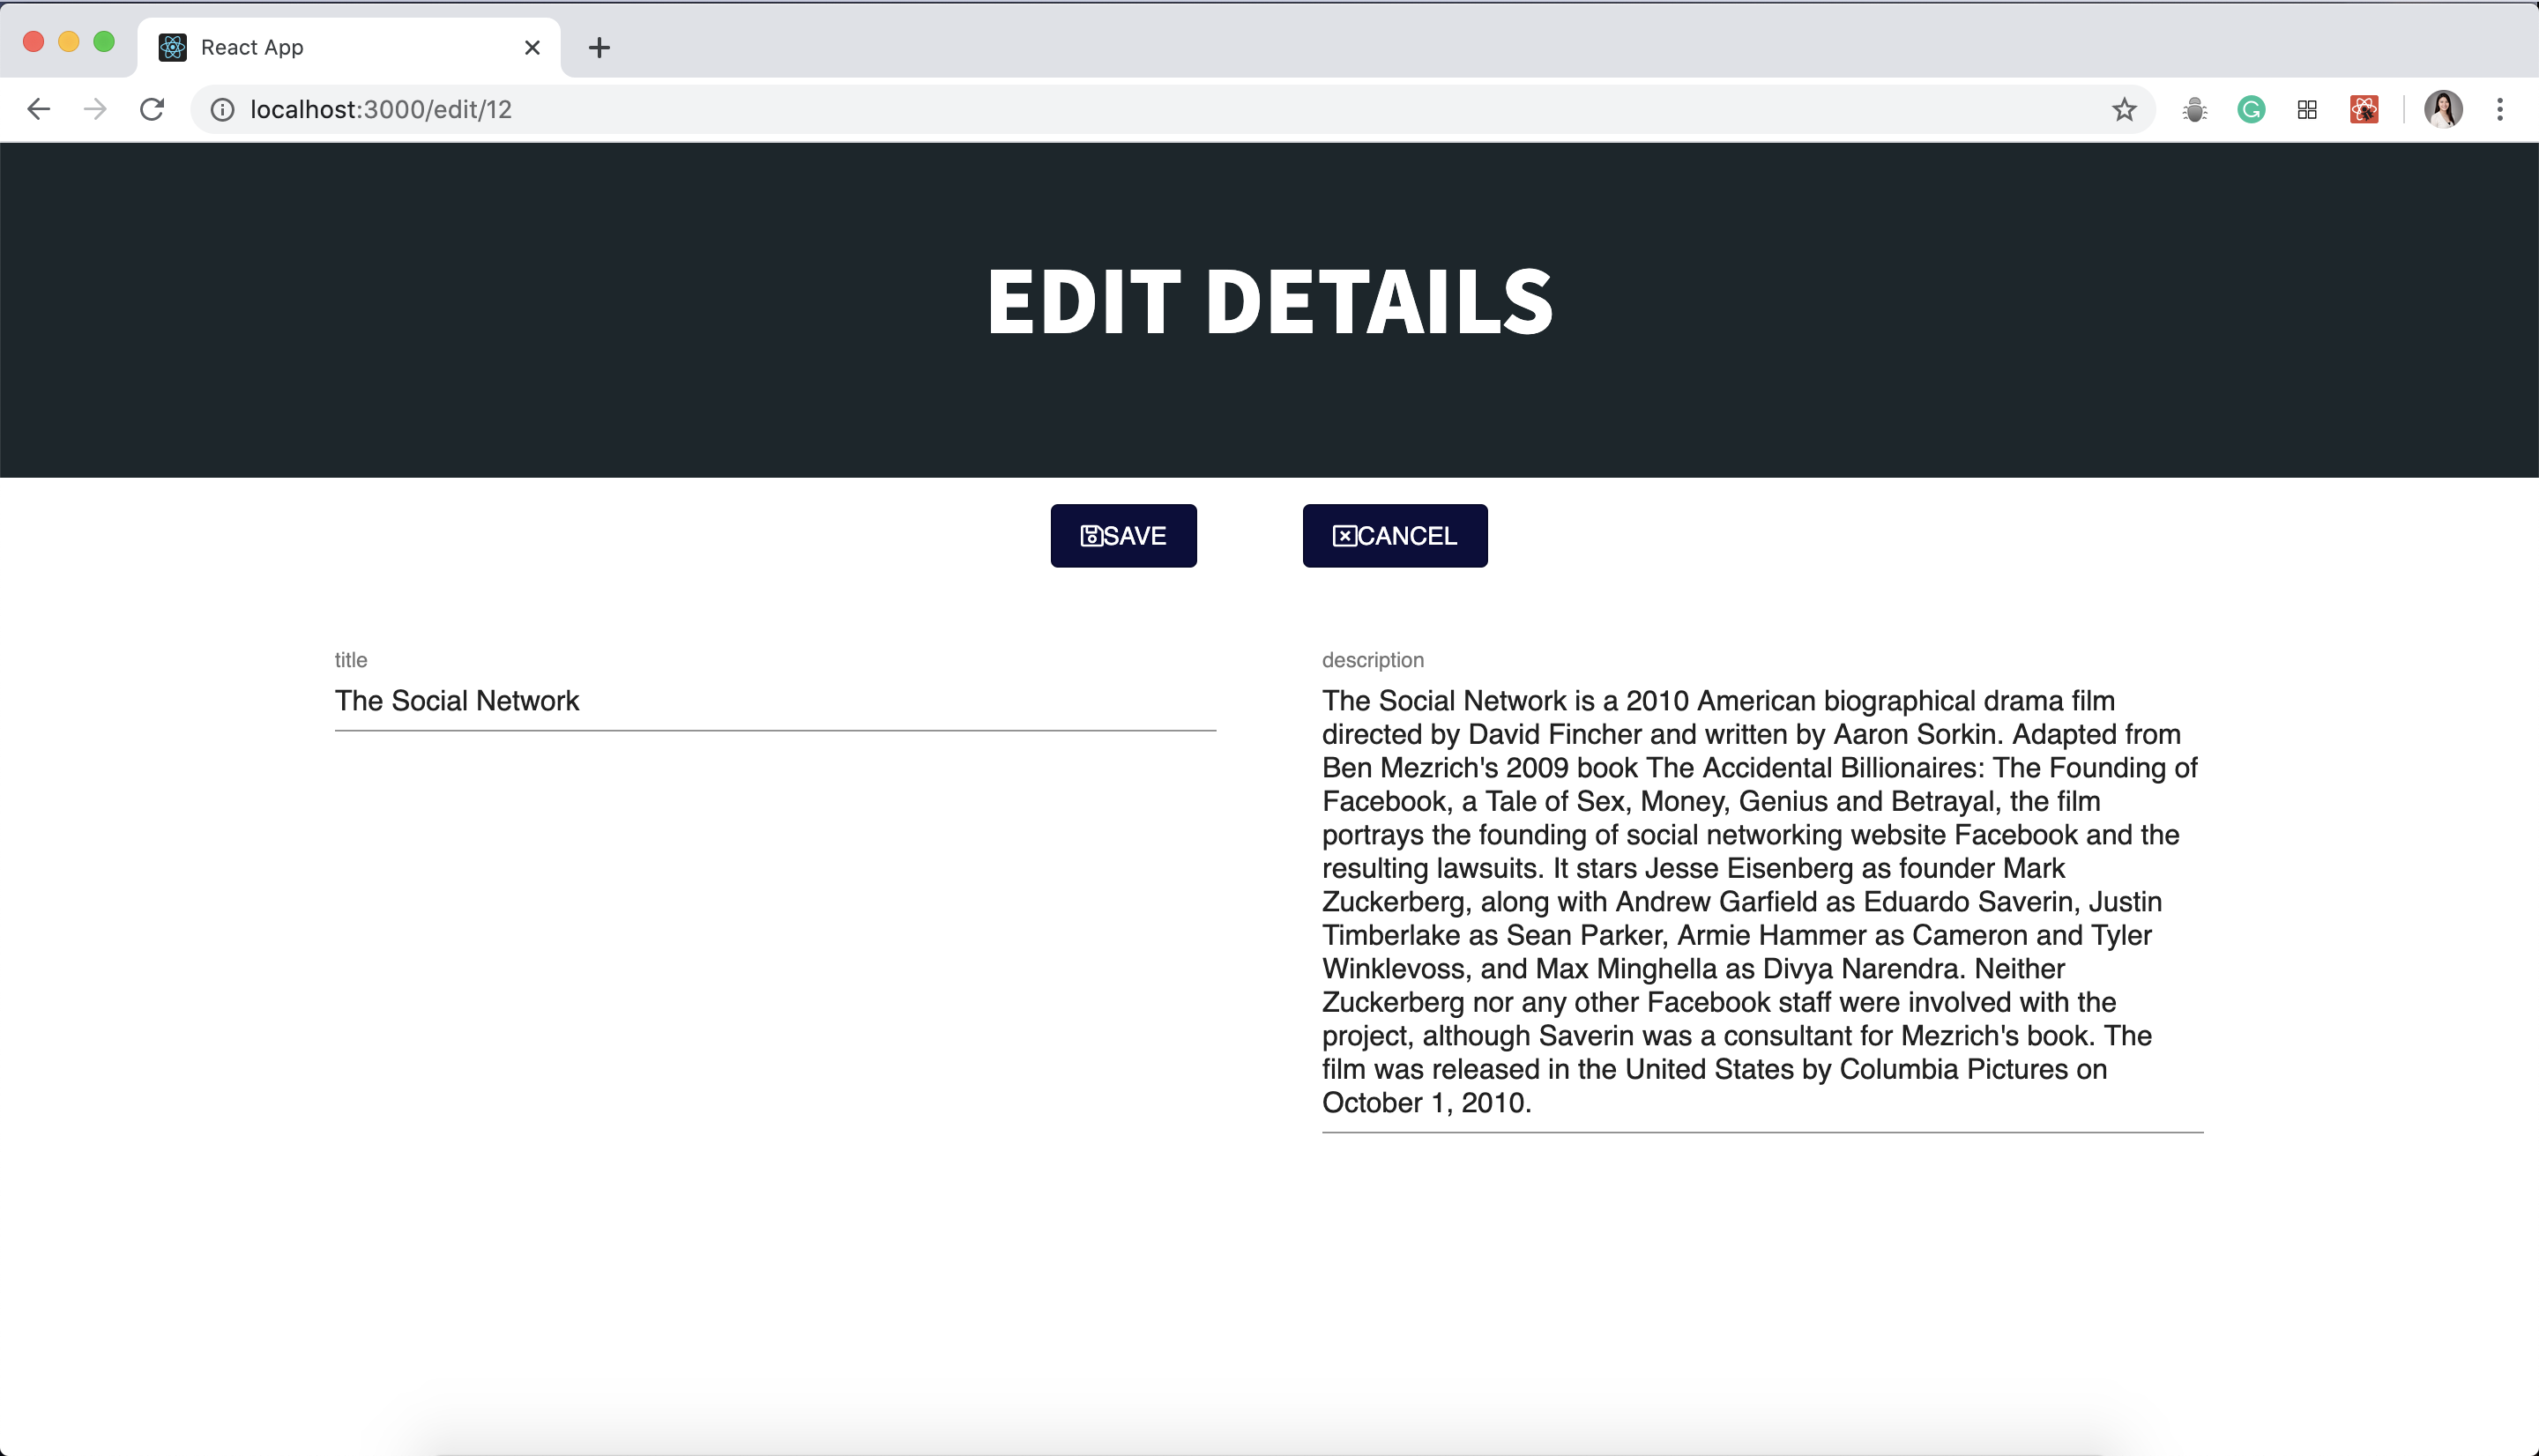 React App
localhost:3000/edit/12
EDIT DETAILS
SAVE
CANCEL
title
The Social Network
description
The Social Network is a 2010 American biographical drama film
directed by David Fincher and written by Aaron Sorkin. Adapted from
Ben Mezrich's 2009 book The Accidental Billionaires: The Founding of
Facebook, a Tale of Sex, Money, Genius and Betrayal, the film
portrays the founding of social networking website Facebook and the
resulting lawsuits. It stars Jesse Eisenberg as founder Mark
Zuckerberg, along with Andrew Garfield as Eduardo Saverin, Justin
Timberlake as Sean Parker, Armie Hammer as Cameron and Tyler
Winklevoss, and Max Minghella as Divya Narendra. Neither
Zuckerberg nor any other Facebook staff were involved with the
project, although Saverin was a consultant for Mezrich's book. The
film was released in the United States by Columbia Pictures on
October 1, 2010.